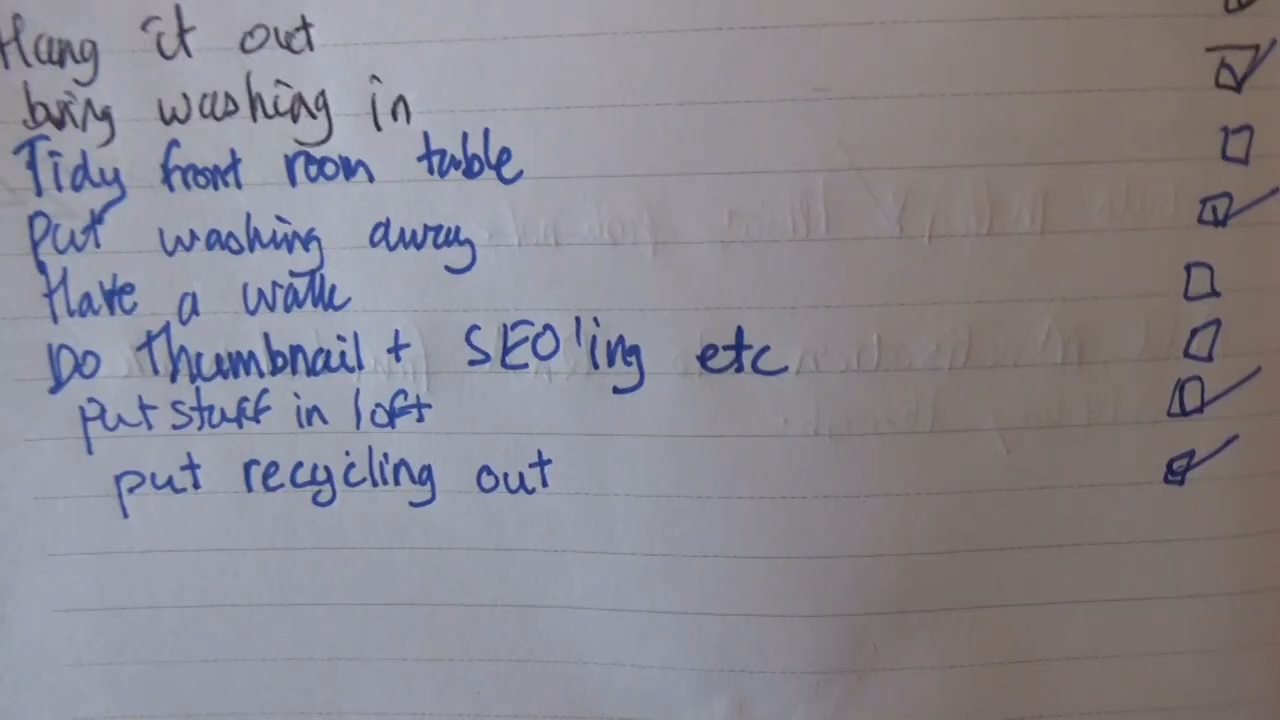 Hang it out
bring washing in
Tidy front room table
Put washing away
Have a walk
Do thumbnail + SEO'ing etc
put stuff in loft
put recycling out